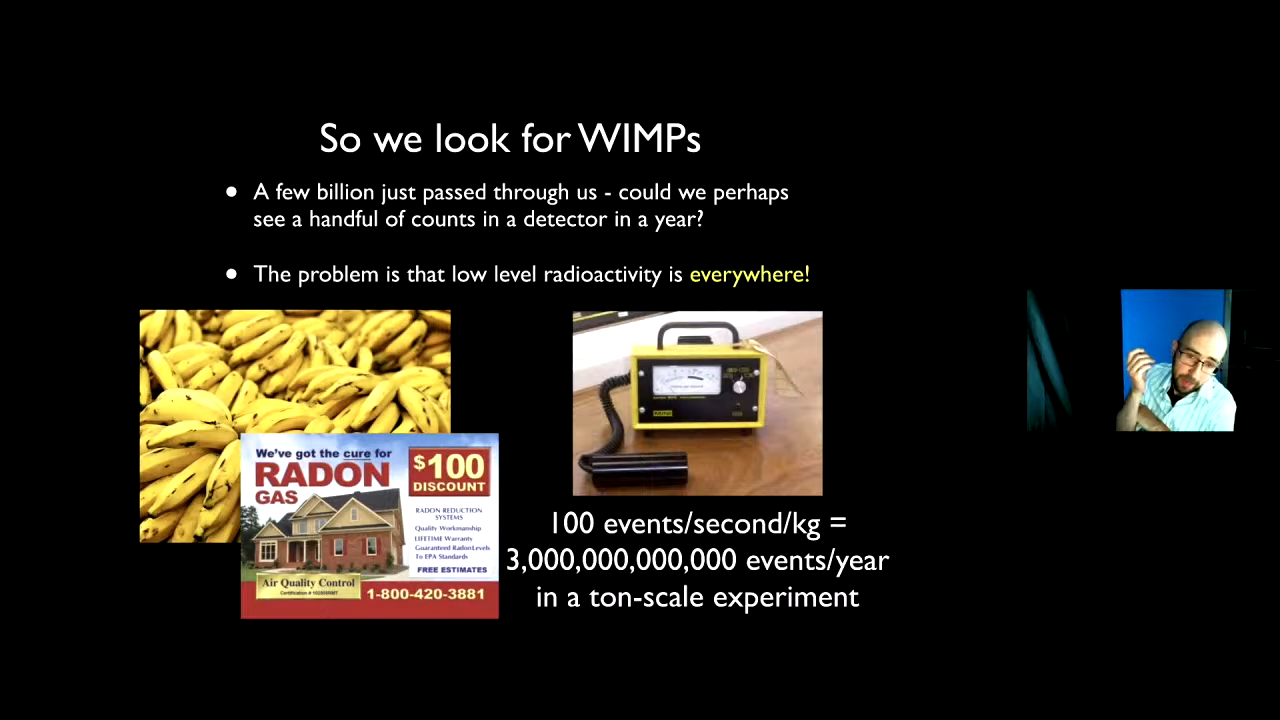 So we look for WIMPs
• A few billion just passed through us - could we perhaps
see a handful of counts in a detector in a year?
• The problem is that low level radioactivity is everywhere!
We've got the cure for
RADON
GAS
$100
DISCOUNT
RADON REDUCTION
SYSTEMS
Quality Workmanship
LIFETIME Warranty
Guaranteed Radon Levels
To EPA Standards
FREE ESTIMATES
Air Quality Control
1-800-420-3881
100 events/second/kg =
3,000,000,000,000 events/year
in a ton-scale experiment